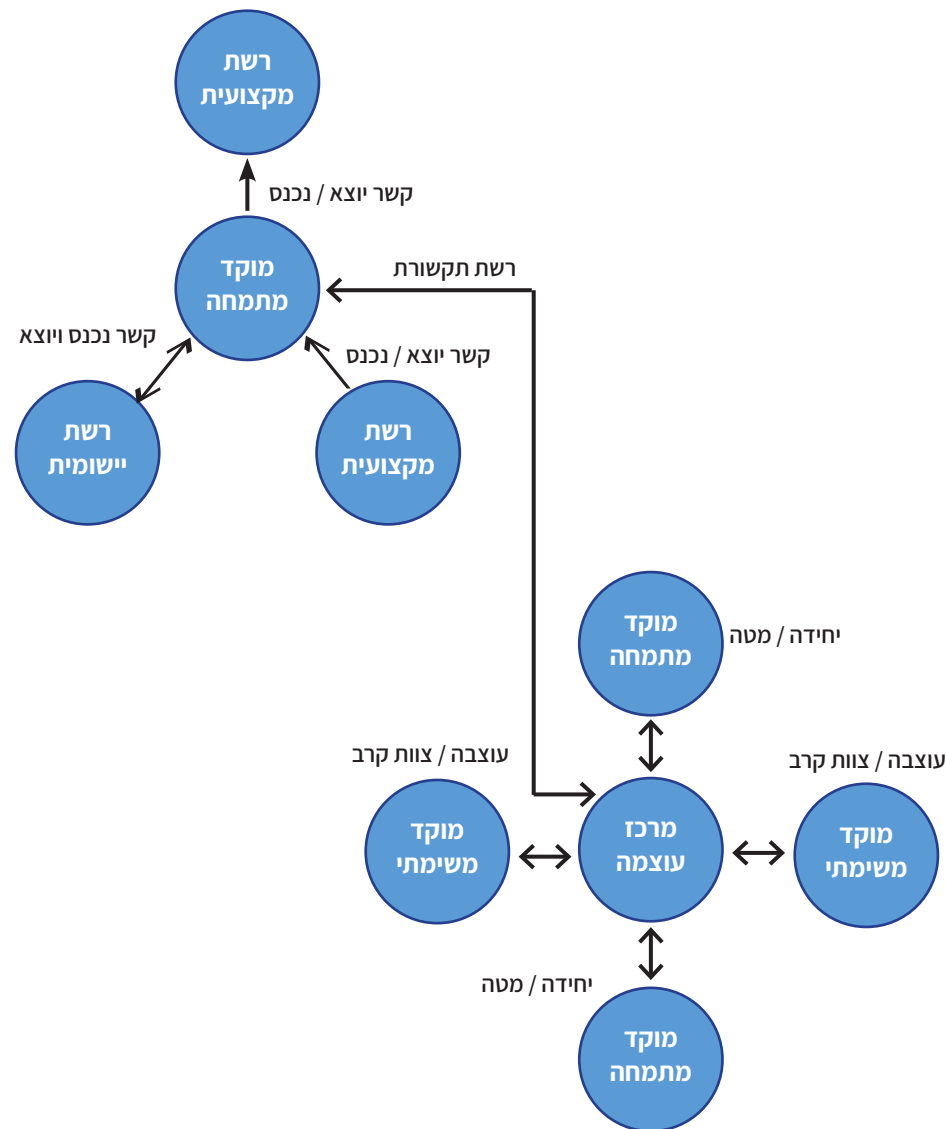 רשת
מקצועית
קשר יוצא / נכנס
מוקד
מתמחה
רשת תקשורת
קשר נכנס ויוצא
קשר יוצא / נכנס
רשת
מקצועית
רשת
יישומית
מוקד
מתמחה
יחידה / מטה
עוצבה / צוות קרב
מוקד
משימתי
מרכז
עוצמה
עוצבה / צוות קרב
מוקד
משימתי
יחידה / מטה
מוקד
מתמחה